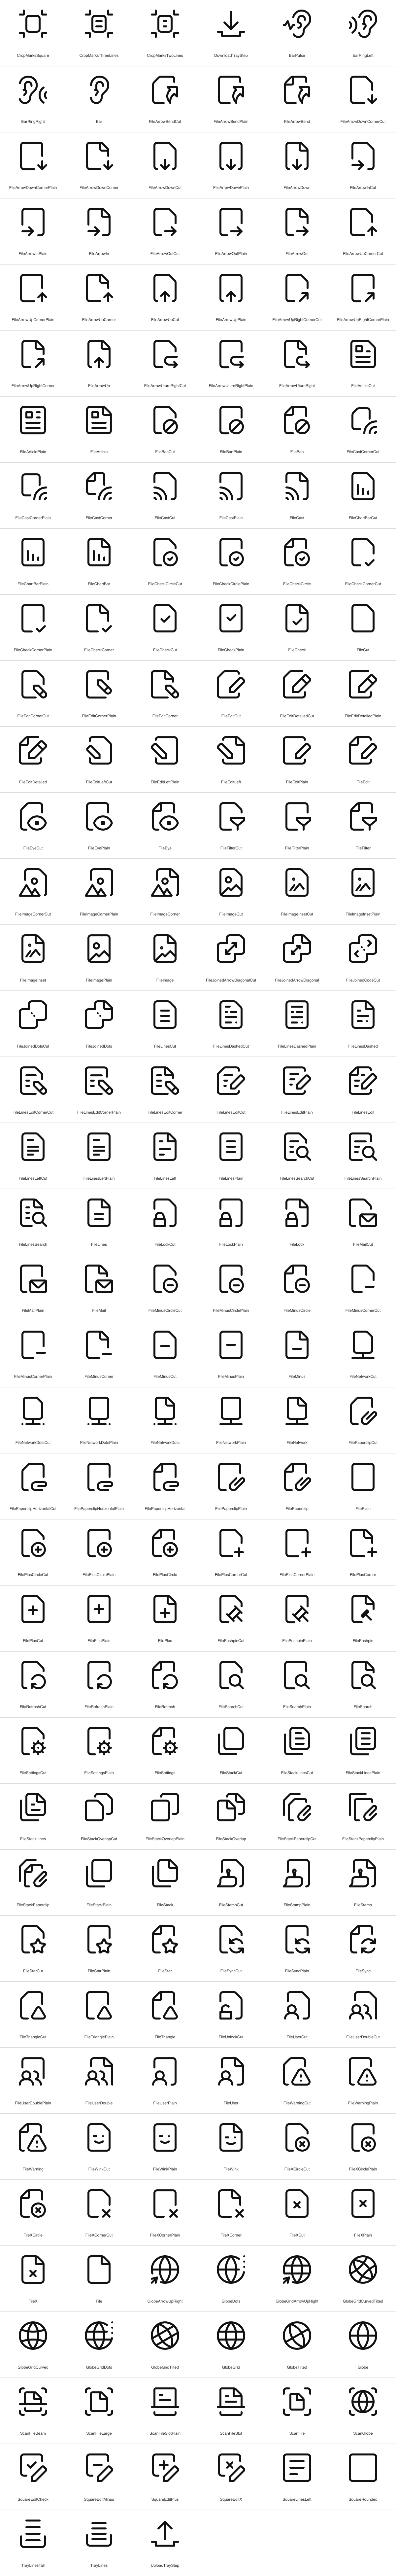 CropMarksSquare
CropMarksThreeLines
CropMarksTwoLines
DownloadTrayStep
EarPulse
EarRingLeft
EarRingRight
Ear
FileArrowBendCut
FileArrowBendPlain
FileArrowBend
FileArrowDownCornerCut
FileArrowDownCornerPlain
FileArrowDownCorner
FileArrowDownCut
FileArrowDownPlain
FileArrowDown
FileArrowInCut
FileArrowInPlain
FileArrowIn
FileArrowOutCut
FileArrowOutPlain
FileArrowOut
FileArrowUpCornerCut
FileArrowUpCornerPlain
FileArrowUpCorner
FileArrowUpCut
FileArrowUpPlain
FileArrowUpRightCornerCut
FileArrowUpRightCornerPlain
FileArrowUpRightCorner
FileArrowUp
FileArrowUturnRightCut
FileArrowUturnRightPlain
FileArrowUturnRight
FileArticleCut
FileArticlePlain
FileArticle
FileBanCut
FileBanPlain
FileBan
FileCastCornerCut
FileCastCornerPlain
FileCastCorner
FileCastCut
FileCastPlain
FileCast
FileChartBarCut
FileChartBarPlain
FileChartBar
FileCheckCircleCut
FileCheckCirclePlain
FileCheckCircle
FileCheckCornerCut
FileCheckCornerPlain
FileCheckCorner
FileCheckCut
FileCheckPlain
FileCheck
FileCut
FileEditCornerCut
FileEditCornerPlain
FileEditCorner
FileEditCut
FileEditDetailedCut
FileEditDetailedPlain
FileEditDetailed
FileEditLeftCut
FileEditLeftPlain
FileEditLeft
FileEditPlain
FileEdit
FileEyeCut
FileEyePlain
FileEye
FileFilterCut
FileFilterPlain
FileFilter
FileImageCornerCut
FileImageCornerPlain
FileImageCorner
FileImageCut
FileImageInsetCut
FileImageInsetPlain
FileImageInset
FileImagePlain
FileImage
FileJoinedArrowDiagonalCut
FileJoinedArrowDiagonal
FileJoinedCodeCut
FileJoinedDotsCut
FileJoinedDots
FileLinesCut
FileLinesDashedCut
FileLinesDashedPlain
FileLinesDashed
FileLinesEditCornerCut
FileLinesEditCornerPlain
FileLinesEditCorner
FileLinesEditCut
FileLinesEditPlain
FileLinesEdit
FileLinesLeftCut
FileLinesLeftPlain
FileLinesLeft
FileLinesPlain
FileLinesSearchCut
FileLinesSearchPlain
FileLinesSearch
FileLines
FileLockCut
FileLockPlain
FileLock
FileMailCut
FileMailPlain
FileMail
FileMinusCircleCut
FileMinusCirclePlain
FileMinusCircle
FileMinusCornerCut
FileMinusCornerPlain
FileMinusCorner
FileMinusCut
FileMinusPlain
FileMinus
FileNetworkCut
FileNetworkDotsCut
FileNetworkDotsPlain
FileNetworkDots
FileNetworkPlain
FileNetwork
FilePaperclipCut
FilePaperclipHorizontalCut
FilePaperclipHorizontalPlain
FilePaperclipHorizontal
FilePaperclipPlain
FilePaperclip
FilePlain
FilePlusCircleCut
FilePlusCirclePlain
FilePlusCircle
FilePlusCornerCut
FilePlusCornerPlain
FilePlusCorner
FilePlusCut
FilePlusPlain
FilePlus
FilePushpinCut
FilePushpinPlain
FilePushpin
FileRefreshCut
FileRefreshPlain
FileRefresh
FileSearchCut
FileSearchPlain
FileSearch
FileSettingsCut
FileSettingsPlain
FileSettings
FileStackCut
FileStackLinesCut
FileStackLinesPlain
FileStackLines
FileStackOverlapCut
FileStackOverlapPlain
FileStackOverlap
FileStackPaperclipCut
FileStackPaperclipPlain
FileStackPaperclip
FileStackPlain
FileStack
FileStampCut
FileStampPlain
FileStamp
FileStarCut
FileStarPlain
FileStar
FileSyncCut
FileSyncPlain
FileSync
FileTriangleCut
FileTrianglePlain
FileTriangle
FileUnlockCut
FileUserCut
FileUserDoubleCut
FileUserDoublePlain
FileUserDouble
FileUserPlain
FileUser
FileWarningCut
FileWarningPlain
FileWarning
FileWinkCut
FileWinkPlain
FileWink
FileXCircleCut
FileXCirclePlain
FileXCircle
FileXCornerCut
FileXCornerPlain
FileXCorner
FileXCut
FileXPlain
FileX
File
GlobeArrowUpRight
GlobeDots
GlobeGridArrowUpRight
GlobeGridCurvedTilted
GlobeGridCurved
GlobeGridDots
GlobeGridTilted
GlobeGrid
GlobeTilted
Globe
ScanFileBeam
ScanFileLarge
ScanFileSlotPlain
ScanFileSlot
ScanFile
ScanGlobe
SquareEditCheck
SquareEditMinus
SquareEditPlus
SquareEditX
SquareLinesLeft
SquareRounded
TrayLinesTall
TrayLines
UploadTrayStep